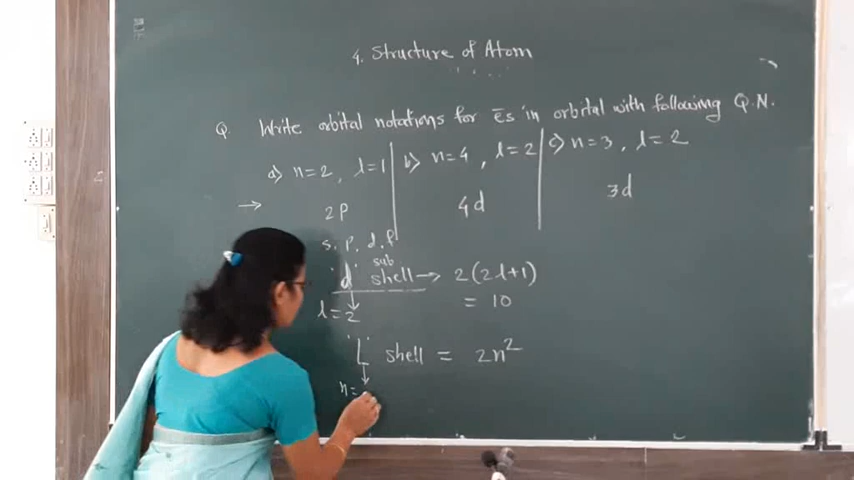 4. Structure of Atom
Q. Write orbital notations for ēs in orbital with following Q.N.
a) n=2, l=1 b) n=4, l=2 c) n=3, l=2
→ 2p 4d 3d
s, p, d, f
'd' sub shell → 2(2l+1)
l=2 = 10
'L' shell = 2n²
n=